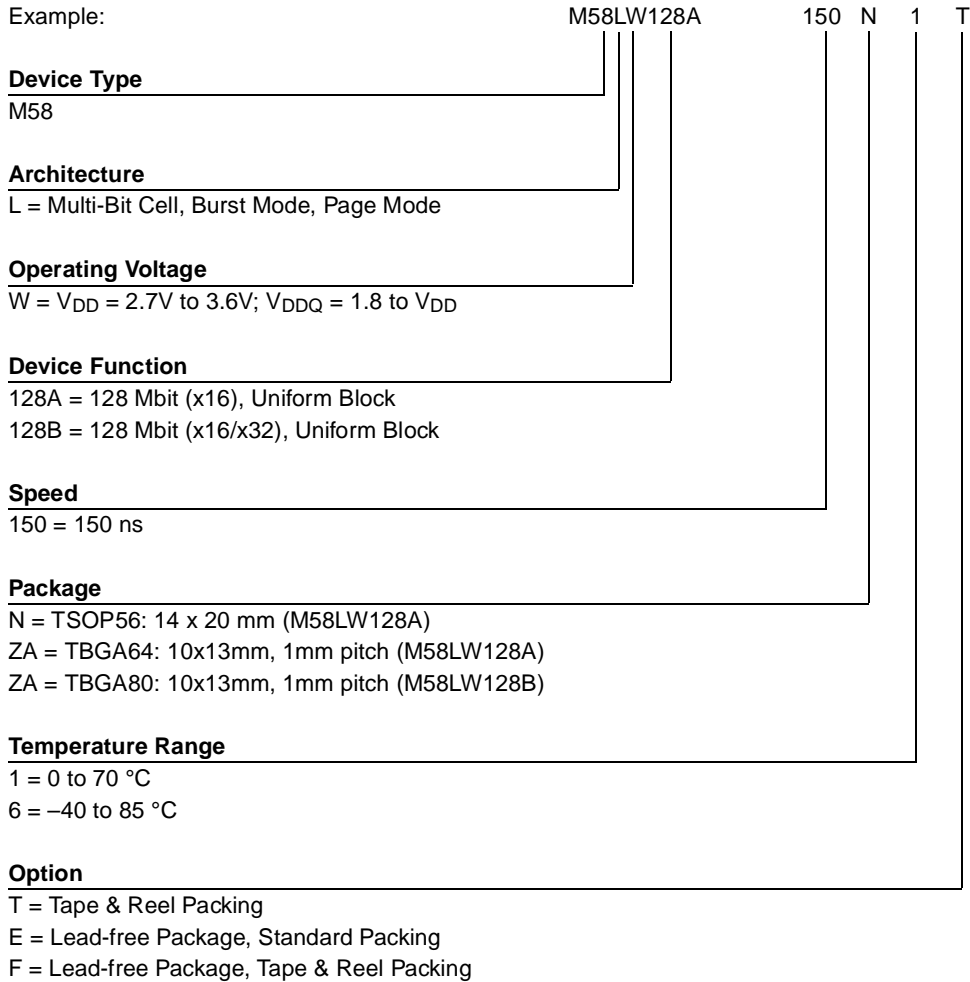 Example: M58LW128A 150 N 1 T
Device Type
M58
Architecture
L = Multi-Bit Cell, Burst Mode, Page Mode
Operating Voltage
W = VDD = 2.7V to 3.6V; VDDQ = 1.8 to VDD
Device Function
128A = 128 Mbit (x16), Uniform Block
128B = 128 Mbit (x16/x32), Uniform Block
Speed
150 = 150 ns
Package
N = TSOP56: 14 x 20 mm (M58LW128A)
ZA = TBGA64: 10x13mm, 1mm pitch (M58LW128A)
ZA = TBGA80: 10x13mm, 1mm pitch (M58LW128B)
Temperature Range
1 = 0 to 70 °C
6 = –40 to 85 °C
Option
T = Tape & Reel Packing
E = Lead-free Package, Standard Packing
F = Lead-free Package, Tape & Reel Packing